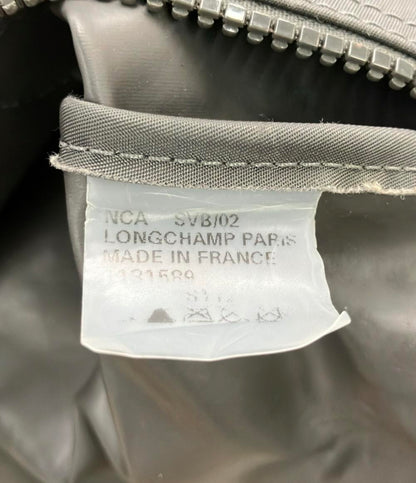 NCA SVB/02
LONGCHAMP PARIS
MADE IN FRANCE